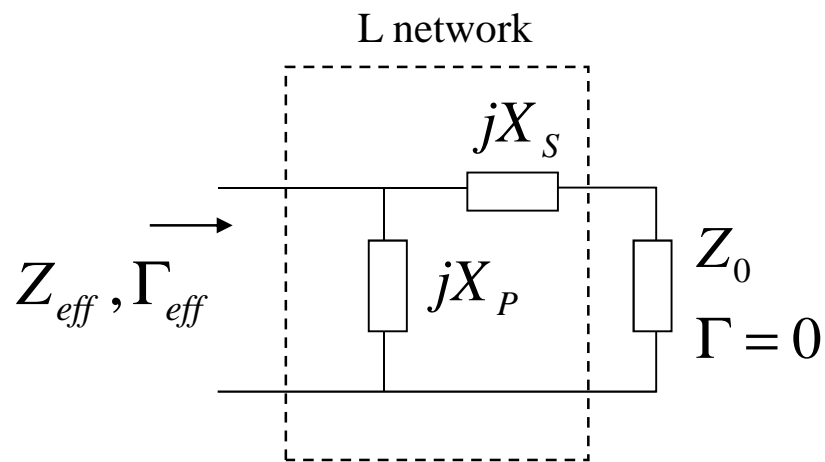 L network
jX_S
Z_eff , Γ_eff
jX_P
Z_0
Γ = 0